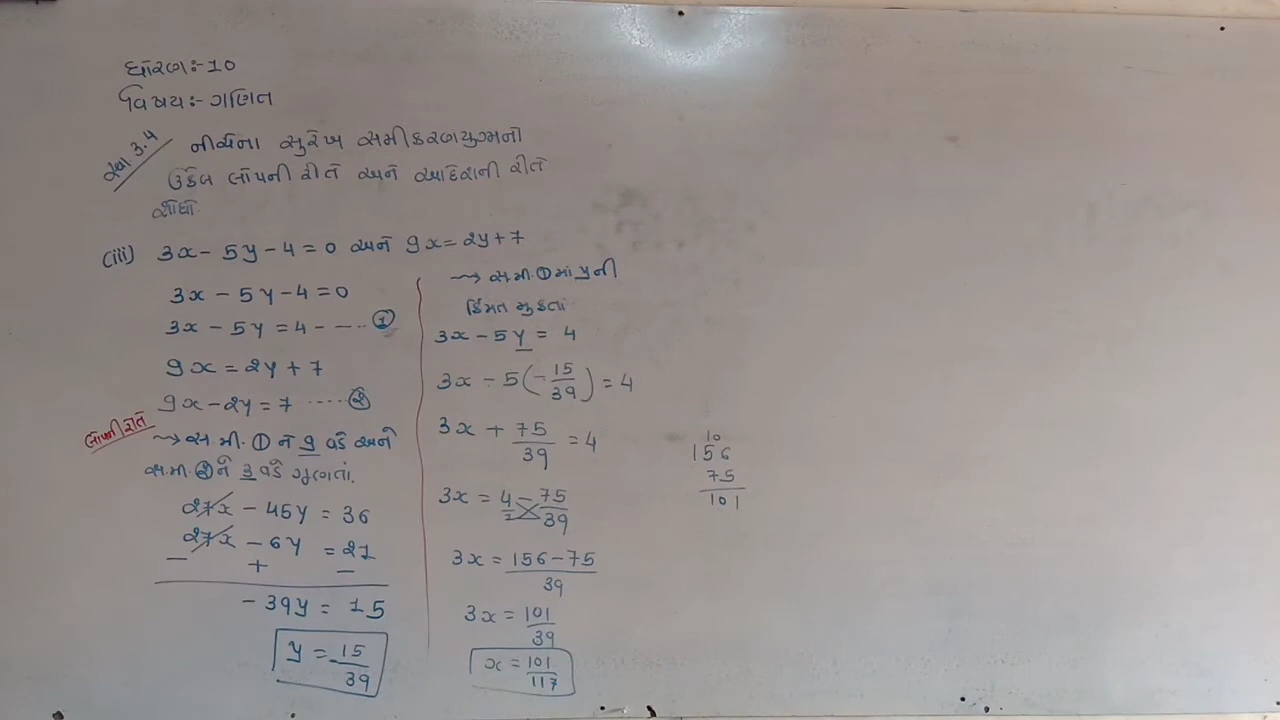 ધોરણ:-10
વિષય:- ગણિત
સ્વા 3.4
નીચેના સુરેખ સમીકરણયુગ્મનો
ઉકેલ લોપની રીતે અને આદેશની રીતે
શોધો.
(iii) 3x - 5y - 4 = 0 અને 9x = 2y + 7
3x - 5y - 4 = 0
3x - 5y = 4 - --- ①
9x = 2y + 7
9x - 2y = 7 ..... ②
લોપની રીતે
→ સમી. ① ને 9 વડે અને
સમી. ② ને 3 વડે ગુણતાં.
27x - 45y = 36
27x - 6y = 21
- + -
- 39y = 15
y = -15/39
→ સમી. ① માં y ની
કિંમત મુકતાં
3x - 5y = 4
3x - 5(-15/39) = 4
3x + 75/39 = 4
3x = 4/1 - 75/39
3x = 156 - 75/39
3x = 101/39
x = 101/117
10
156
75
101